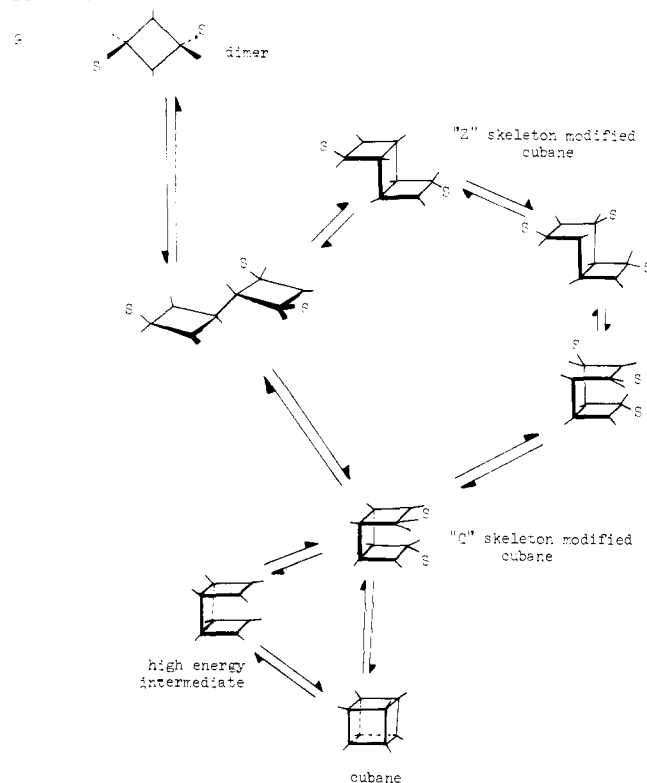 S
S
S
dimer
"Z" skeleton modified
cubane
S
S
S
S
S
S
S
S
S
S
S
S
S
S
"C" skeleton modified
cubane
high energy
intermediate
cubane